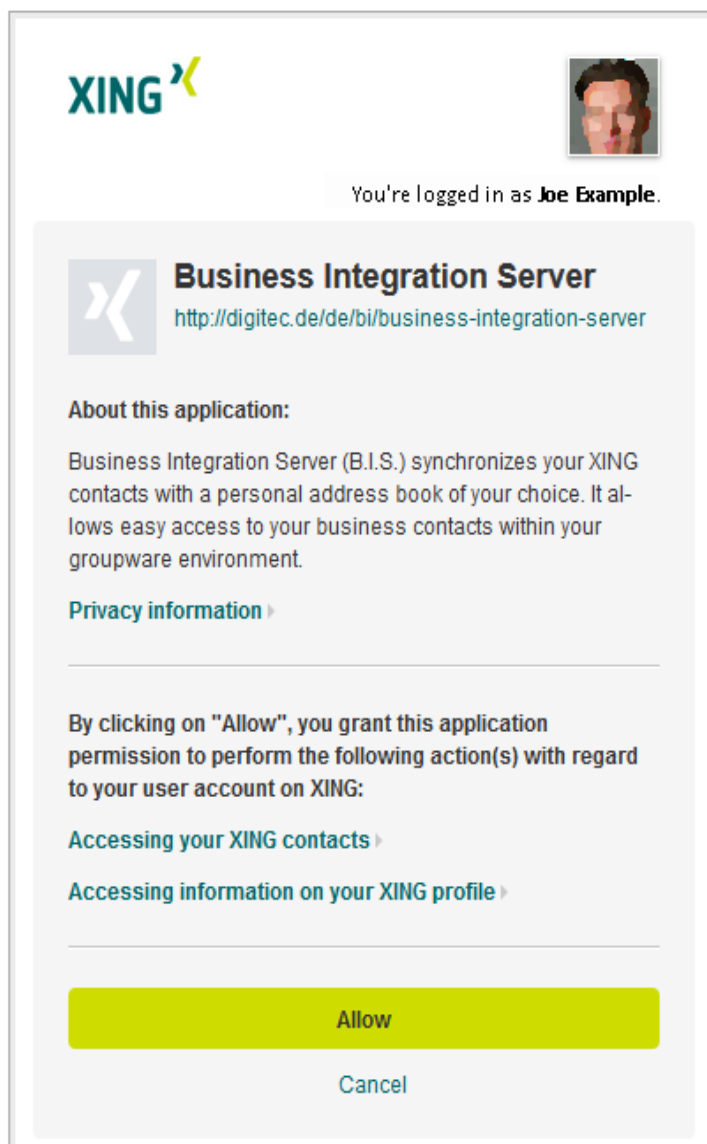 XING
You're logged in as Joe Example.
Business Integration Server
http://digitec.de/de/bi/business-integration-server
About this application:
Business Integration Server (B.I.S.) synchronizes your XING
contacts with a personal address book of your choice. It al-
lows easy access to your business contacts within your
groupware environment.
Privacy information
By clicking on "Allow", you grant this application
permission to perform the following action(s) with regard
to your user account on XING:
Accessing your XING contacts
Accessing information on your XING profile
Allow
Cancel